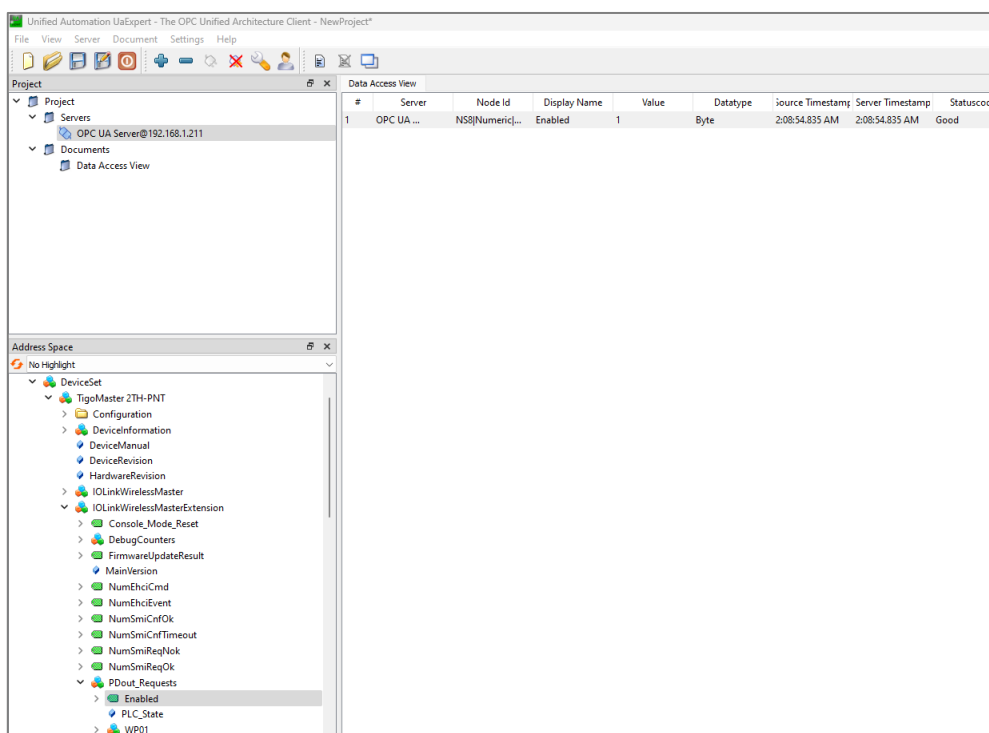 Unified Automation UaExpert - The OPC Unified Architecture Client - NewProject*
File View Server Document Settings Help
Project
Project
Servers
OPC UA Server@192.168.1.211
Documents
Data Access View
Address Space
No Highlight
DeviceSet
TigoMaster 2TH-PNT
Configuration
DeviceInformation
DeviceManual
DeviceRevision
HardwareRevision
IOLinkWirelessMaster
IOLinkWirelessMasterExtension
Console_Mode_Reset
DebugCounters
FirmwareUpdateResult
MainVersion
NumEhciCmd
NumEhciEvent
NumSmiCnfOk
NumSmiCnfTimeout
NumSmiReqNok
NumSmiReqOk
PDout_Requests
Enabled
PLC_State
WP01
Data Access View
# Server Node Id Display Name Value Datatype Source Timestamp Server Timestamp Statuscod
1 OPC UA ... NS8|Numeric|... Enabled 1 Byte 2:08:54.835 AM 2:08:54.835 AM Good